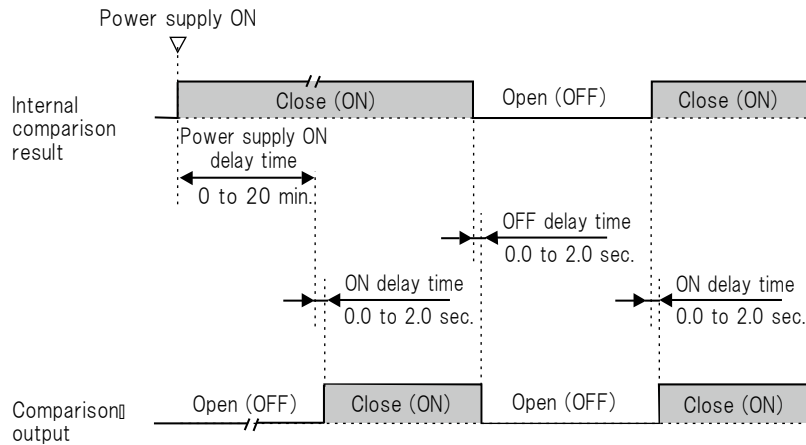 Power supply ON
Internal
comparison
result
Close (ON)
Open (OFF)
Close (ON)
Power supply ON
delay time
0 to 20 min.
OFF delay time
0.0 to 2.0 sec.
ON delay time
0.0 to 2.0 sec.
ON delay time
0.0 to 2.0 sec.
Comparison▯
output
Open (OFF)
Close (ON)
Open (OFF)
Close (ON)